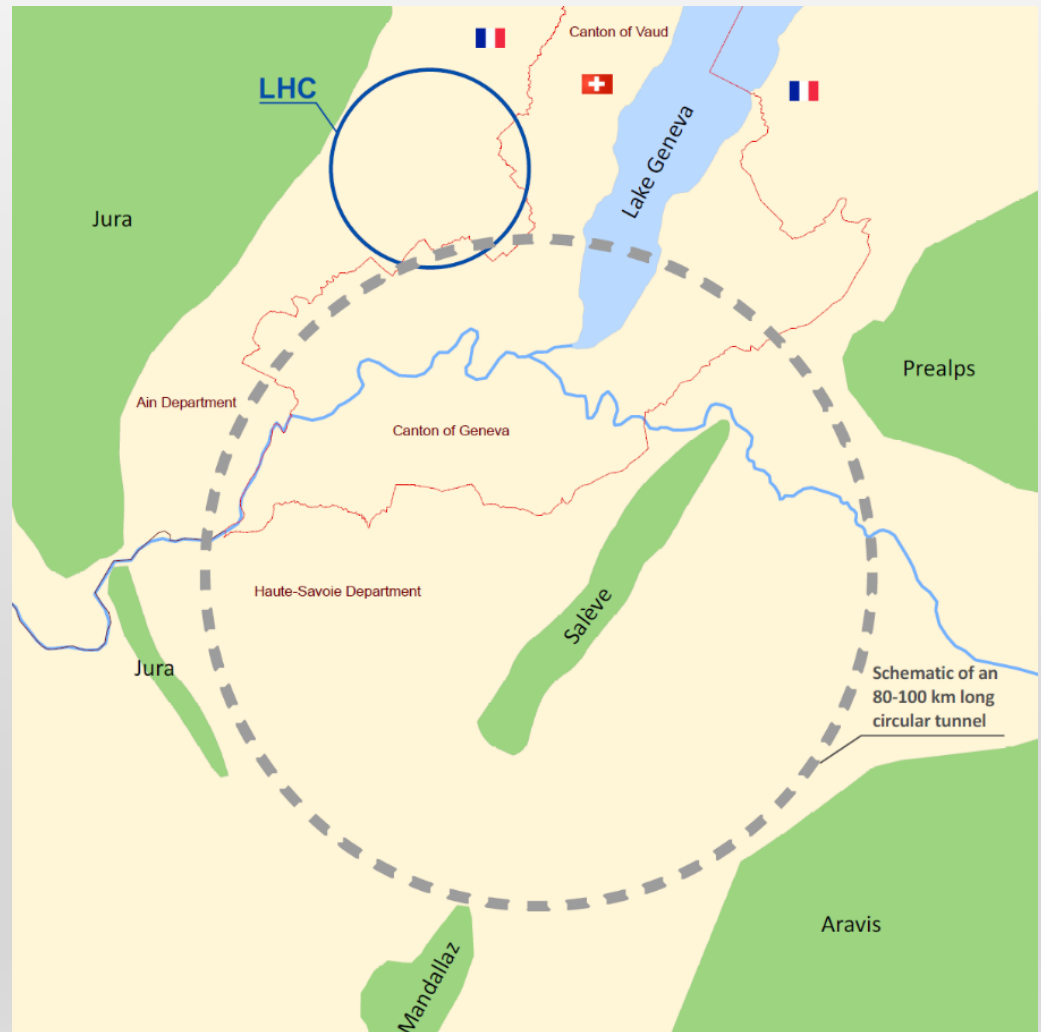 Canton of Vaud
LHC
Lake Geneva
Jura
Prealps
Ain Department
Canton of Geneva
Haute-Savoie Department
Salève
Jura
Schematic of an
80-100 km long
circular tunnel
Aravis
Mandallaz